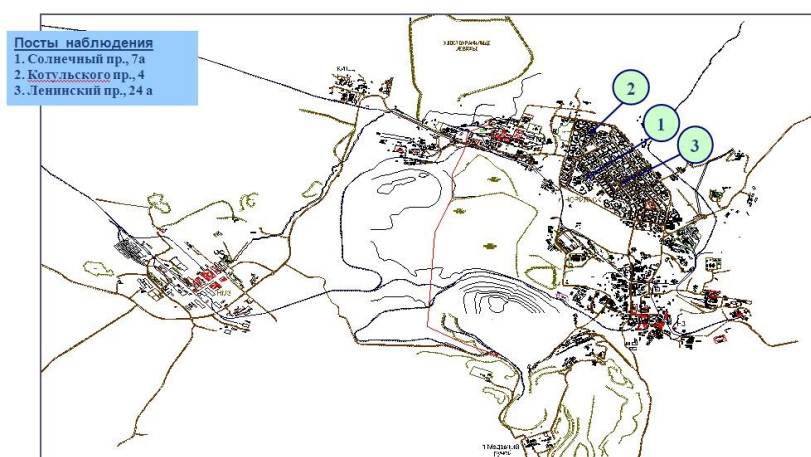 Посты наблюдения
1. Солнечный пр., 7а
2. Котульского пр., 4
3. Ленинский пр., 24 а
2
1
3